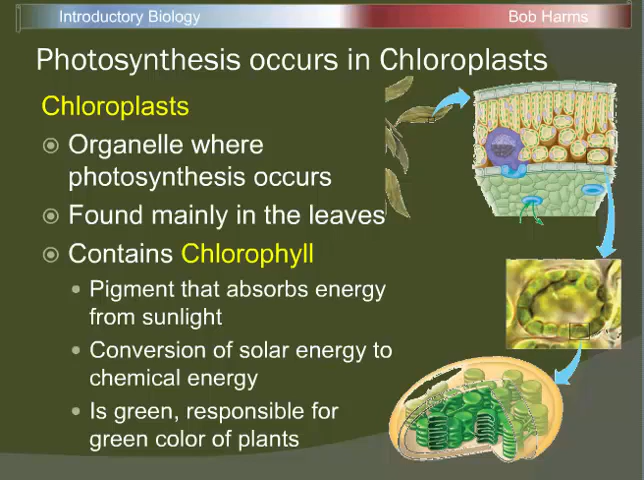 Introductory Biology
Bob Harms
Photosynthesis occurs in Chloroplasts
Chloroplasts
Organelle where
photosynthesis occurs
Found mainly in the leaves
Contains Chlorophyll
Pigment that absorbs energy
from sunlight
Conversion of solar energy to
chemical energy
Is green, responsible for
green color of plants